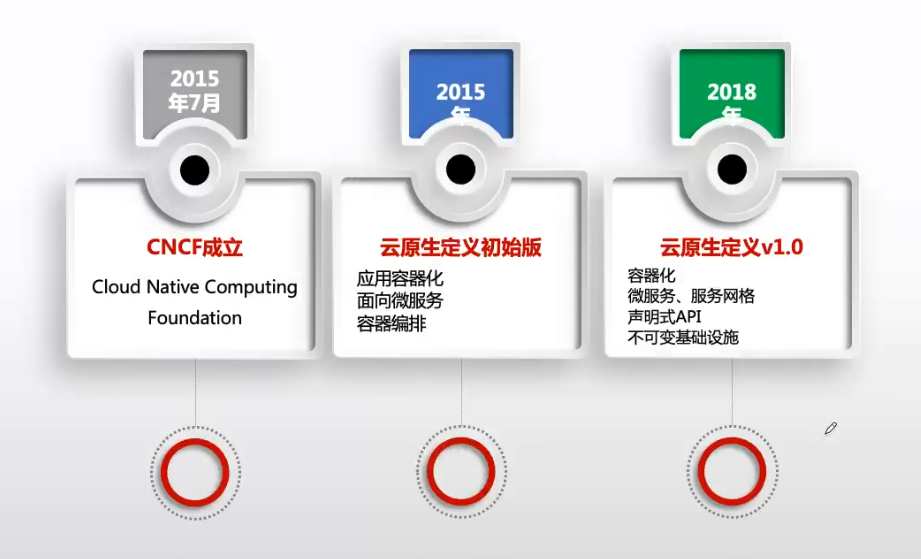 2015
年7月
CNCF成立
Cloud Native Computing
Foundation
2015
年
云原生定义初始版
应用容器化
面向微服务
容器编排
2018
年
云原生定义v1.0
容器化
微服务、服务网格
声明式API
不可变基础设施